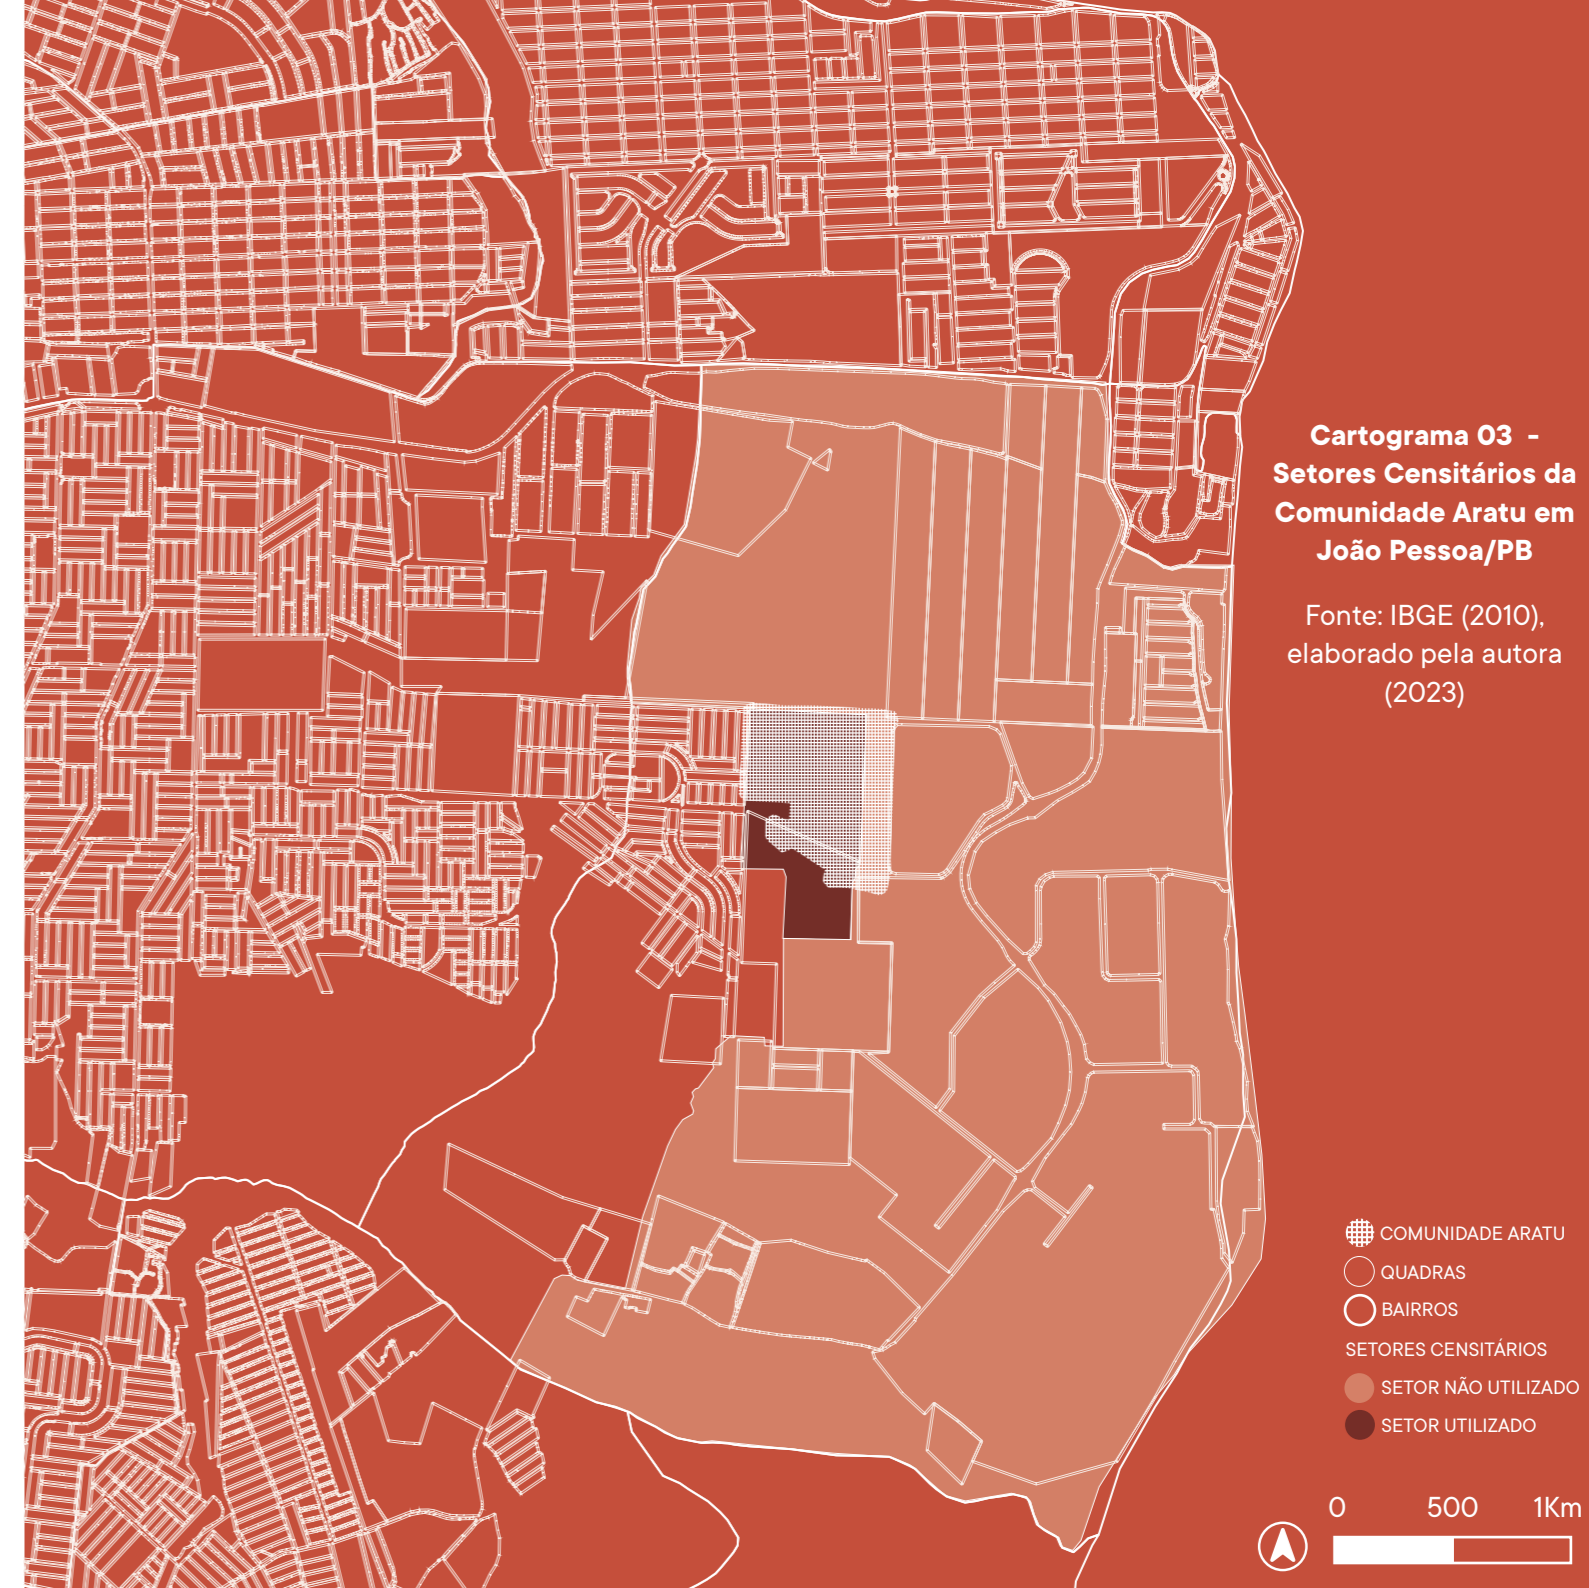 Cartograma 03 -
Setores Censitários da
Comunidade Aratu em
João Pessoa/PB
Fonte: IBGE (2010),
elaborado pela autora
(2023)
COMUNIDADE ARATU
QUADRAS
BAIRROS
SETORES CENSITÁRIOS
SETOR NÃO UTILIZADO
SETOR UTILIZADO
0 500 1Km